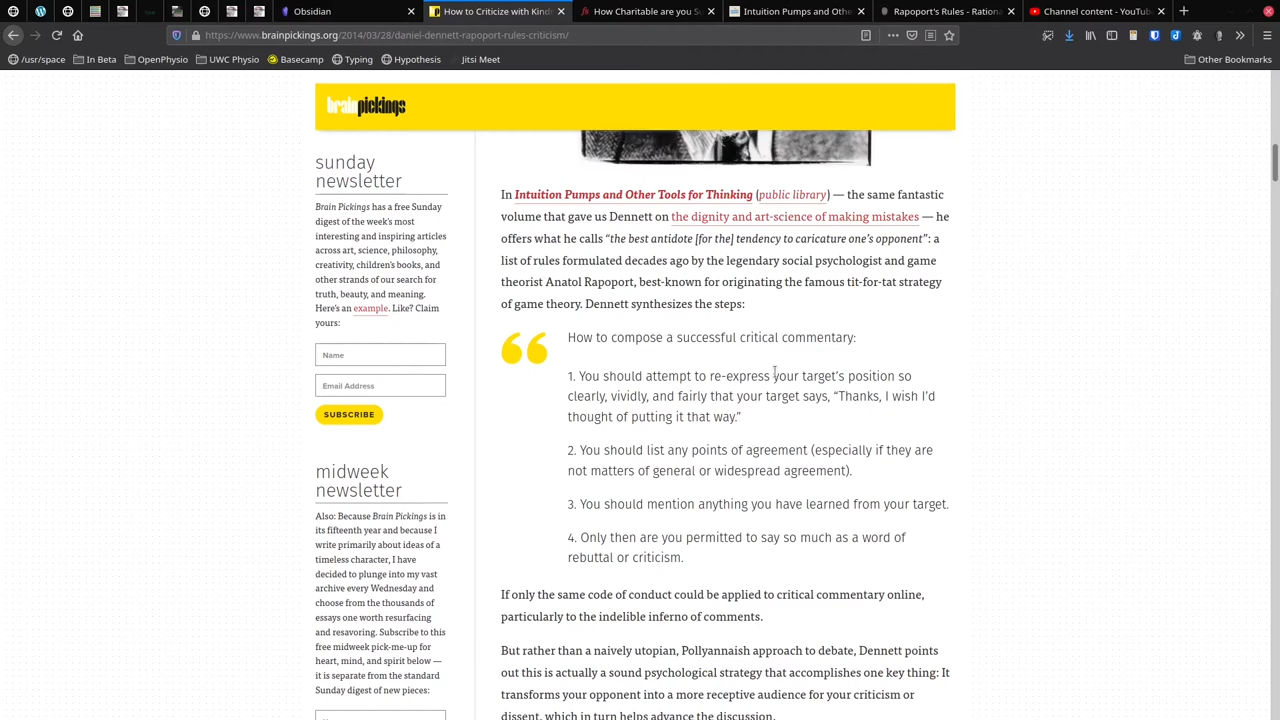 Obsidian
How to Criticize with Kind
How Charitable are you S
Intuition Pumps and Othe
Rapoport's Rules - Rationa
Channel content - YouTub
https://www.brainpickings.org/2014/03/28/daniel-dennett-rapoport-rules-criticism/
/usr/space
In Beta
OpenPhysio
UWC Physio
Basecamp
Typing
Hypothesis
Jitsi Meet
Other Bookmarks
brainpickings
sunday
newsletter
Brain Pickings has a free Sunday
digest of the week's most
interesting and inspiring articles
across art, science, philosophy,
creativity, children's books, and
other strands of our search for
truth, beauty, and meaning.
Here's an example. Like? Claim
yours:
Name
Email Address
SUBSCRIBE
midweek
newsletter
Also: Because Brain Pickings is in
its fifteenth year and because I
write primarily about ideas of a
timeless character, I have
decided to plunge into my vast
archive every Wednesday and
choose from the thousands of
essays one worth resurfacing
and resavoring. Subscribe to this
free midweek pick-me-up for
heart, mind, and spirit below —
it is separate from the standard
Sunday digest of new pieces:
In Intuition Pumps and Other Tools for Thinking (public library) — the same fantastic
volume that gave us Dennett on the dignity and art-science of making mistakes — he
offers what he calls “the best antidote [for the] tendency to caricature one’s opponent”: a
list of rules formulated decades ago by the legendary social psychologist and game
theorist Anatol Rapoport, best-known for originating the famous tit-for-tat strategy
of game theory. Dennett synthesizes the steps:
How to compose a successful critical commentary:
1. You should attempt to re-express your target’s position so
clearly, vividly, and fairly that your target says, “Thanks, I wish I’d
thought of putting it that way.”
2. You should list any points of agreement (especially if they are
not matters of general or widespread agreement).
3. You should mention anything you have learned from your target.
4. Only then are you permitted to say so much as a word of
rebuttal or criticism.
If only the same code of conduct could be applied to critical commentary online,
particularly to the indelible inferno of comments.
But rather than a naively utopian, Pollyannaish approach to debate, Dennett points
out this is actually a sound psychological strategy that accomplishes one key thing: It
transforms your opponent into a more receptive audience for your criticism or
dissent, which in turn helps advance the discussion.